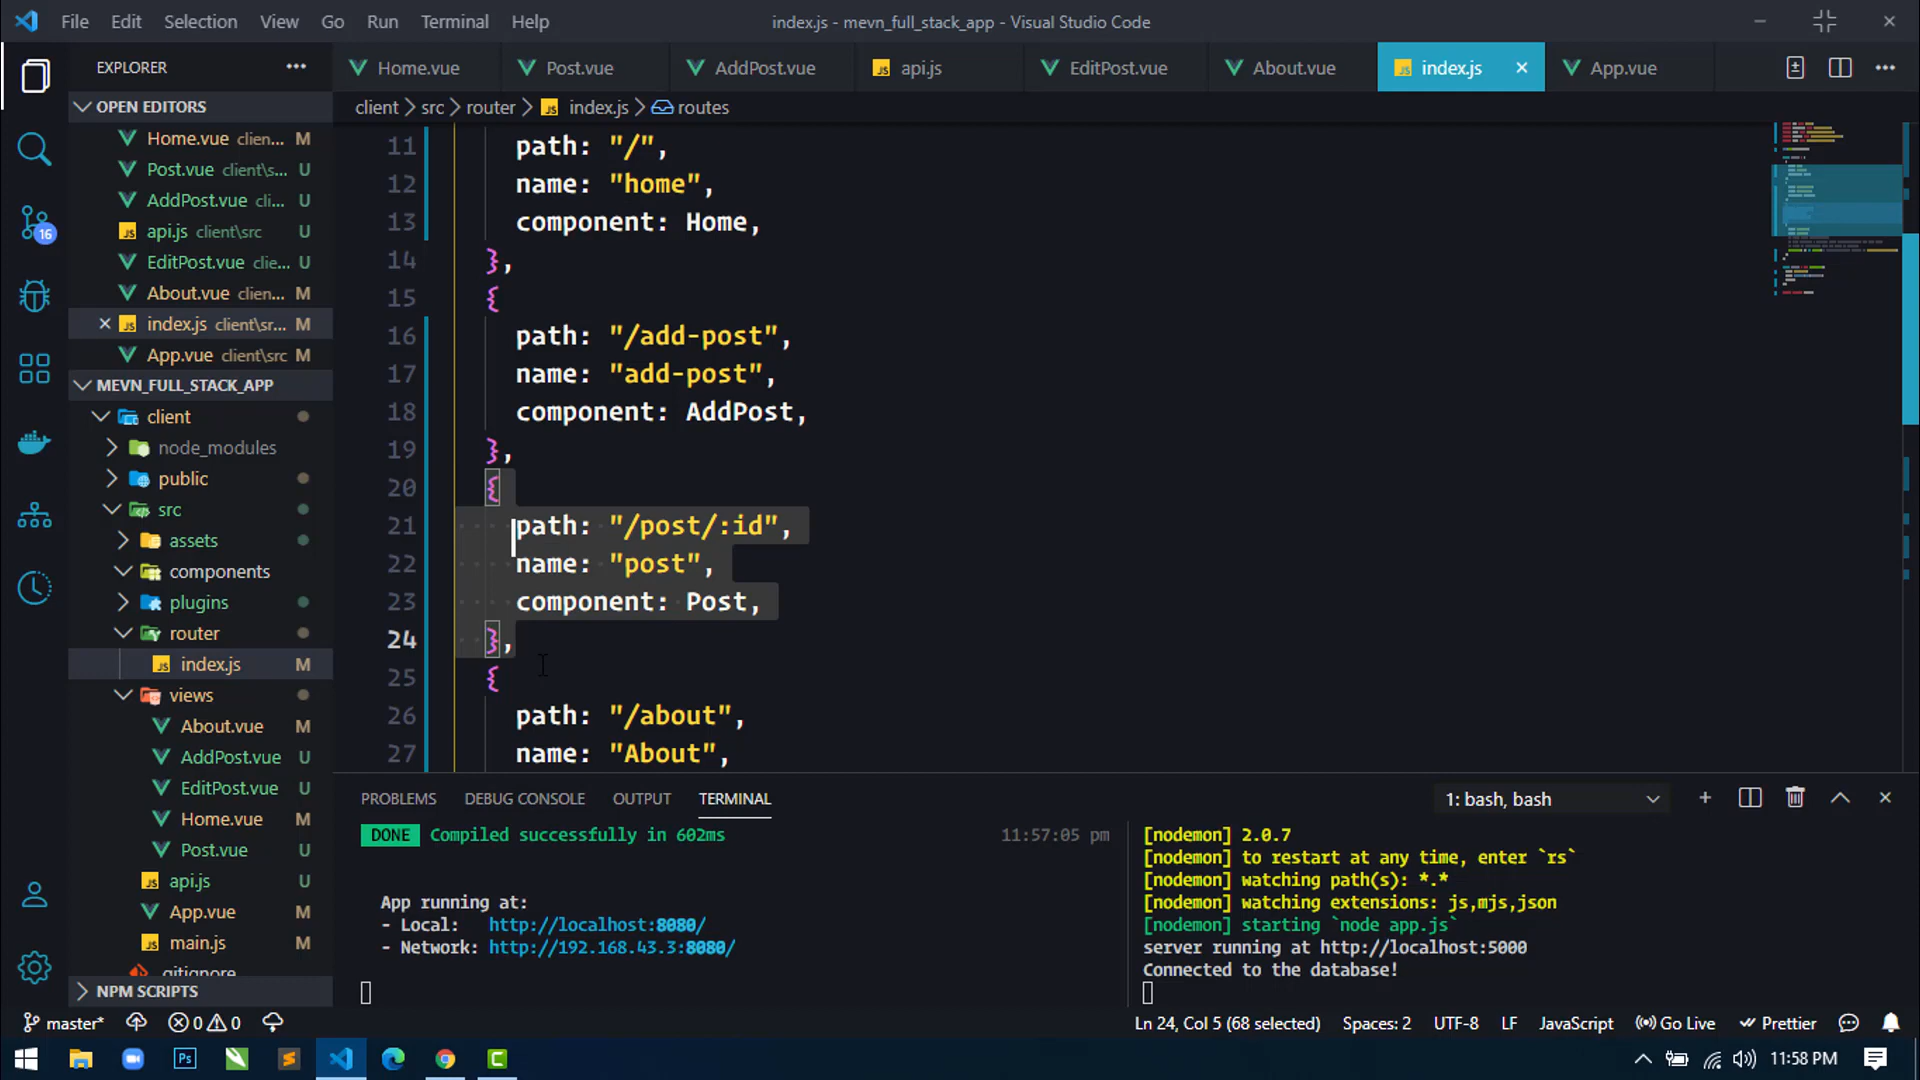 File Edit Selection View Go Run Terminal Help
index.js - mevn_full_stack_app - Visual Studio Code
EXPLORER
Home.vue
Post.vue
AddPost.vue
api.js
EditPost.vue
About.vue
index.js
App.vue
client > src > router > index.js > routes
OPEN EDITORS
Home.vue clien... M
Post.vue client\s... U
AddPost.vue cli... U
api.js client\src U
EditPost.vue clie... U
About.vue clien... M
index.js client\sr... M
App.vue client\src M
MEVN_FULL_STACK_APP
client
node_modules
public
src
assets
components
plugins
router
index.js M
views
About.vue M
AddPost.vue U
EditPost.vue U
Home.vue M
Post.vue U
api.js U
App.vue M
main.js M
.gitignore
NPM SCRIPTS
16
11 path: "/",
12 name: "home",
13 component: Home,
14 },
15 {
16 path: "/add-post",
17 name: "add-post",
18 component: AddPost,
19 },
20 {
21 path: "/post/:id",
22 name: "post",
23 component: Post,
24 },
25 {
26 path: "/about",
27 name: "About",
PROBLEMS DEBUG CONSOLE OUTPUT TERMINAL
1: bash, bash
DONE Compiled successfully in 602ms 11:57:05 pm
App running at:
- Local: http://localhost:8080/
- Network: http://192.168.43.3:8080/
[nodemon] 2.0.7
[nodemon] to restart at any time, enter `rs`
[nodemon] watching path(s): *.*
[nodemon] watching extensions: js,mjs,json
[nodemon] starting `node app.js`
server running at http://localhost:5000
Connected to the database!
master* 0 0
Ln 24, Col 5 (68 selected) Spaces: 2 UTF-8 LF JavaScript Go Live Prettier
Ps
C
11:58 PM